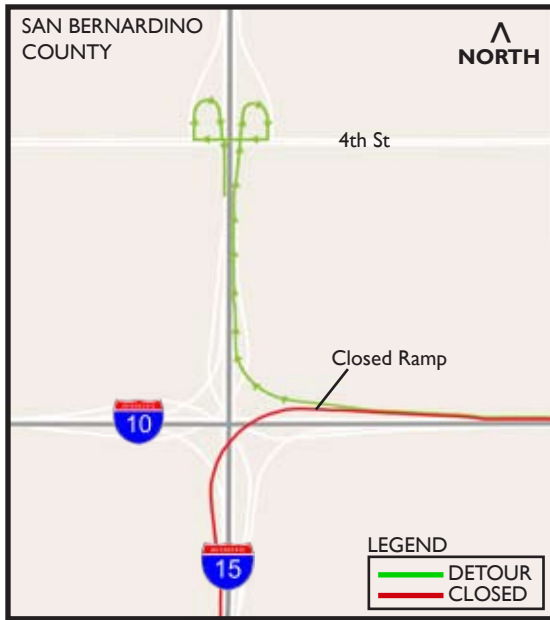 SAN BERNARDINO
COUNTY
NORTH
4th St
Closed Ramp
10
15
LEGEND
DETOUR
CLOSED